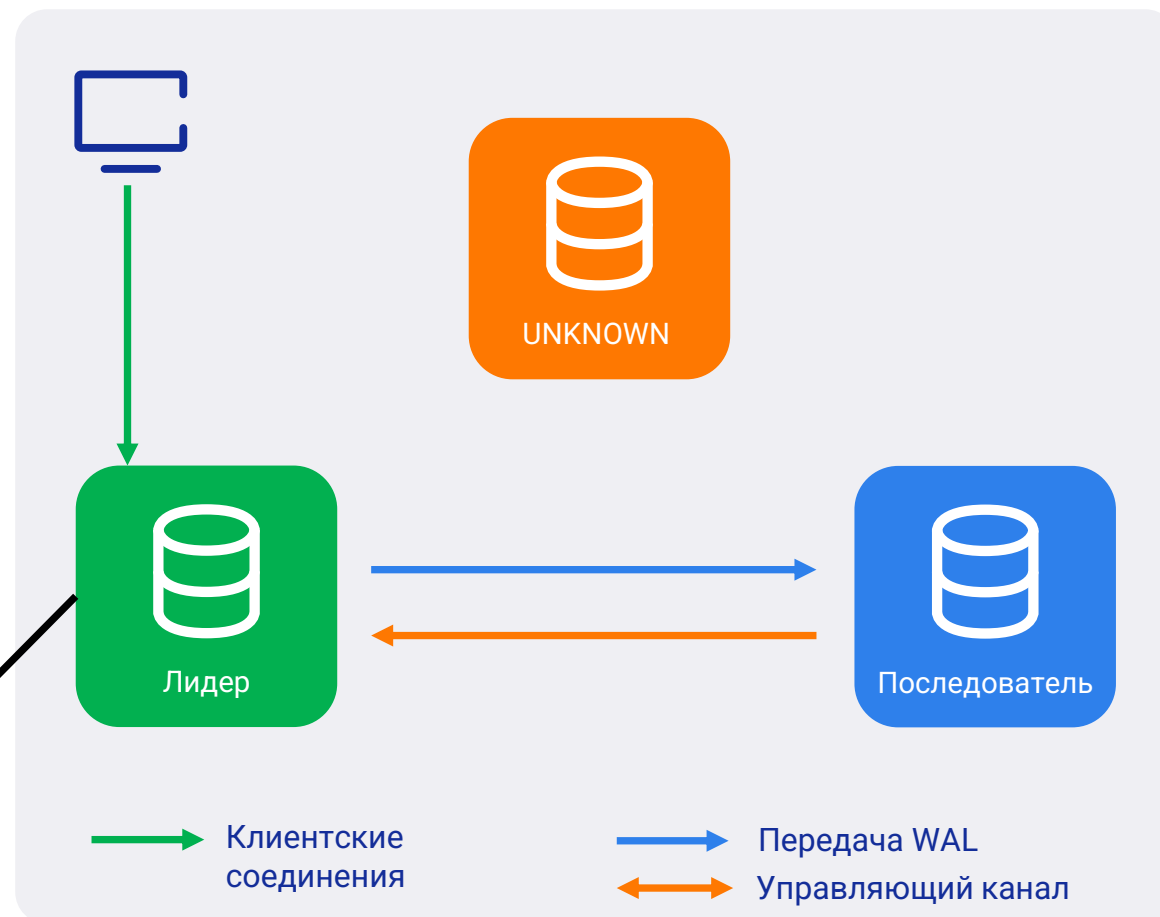 UNKNOWN
Лидер
Последователь
Клиентские
соединения
Передача WAL
Управляющий канал